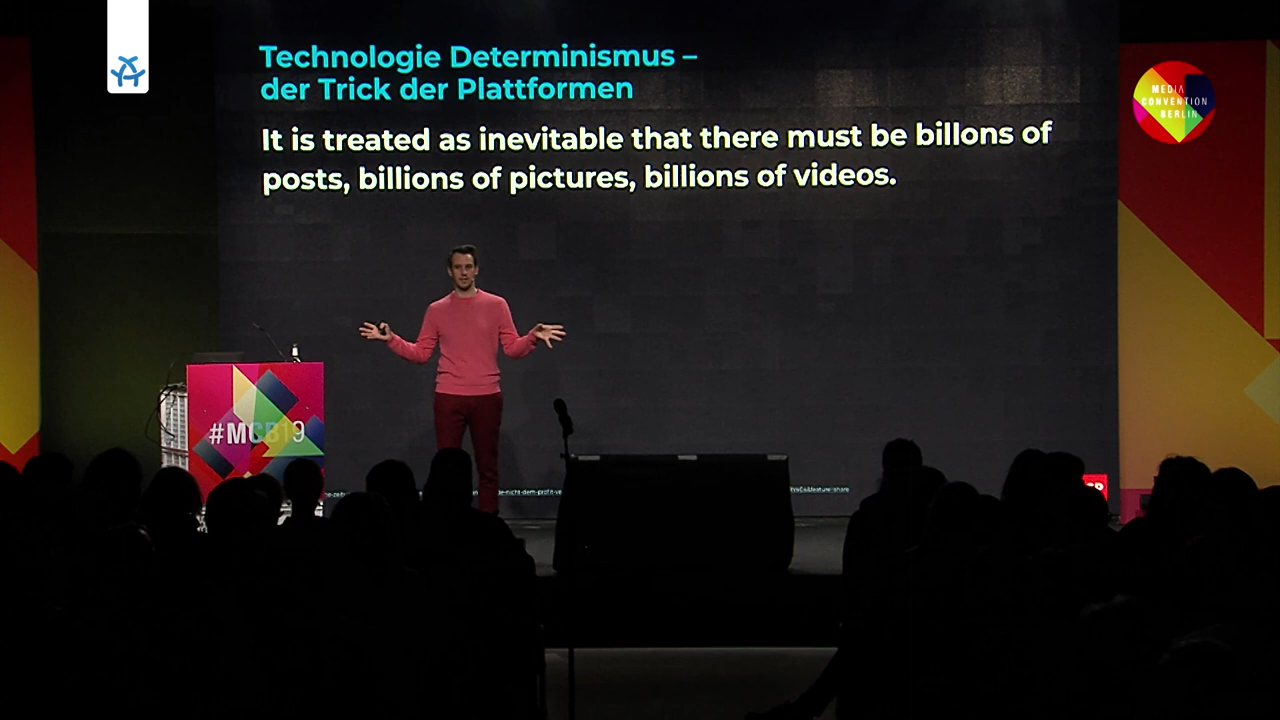 Technologie Determinismus –
der Trick der Plattformen
It is treated as inevitable that there must be billons of
posts, billions of pictures, billions of videos.
MEDIA
CONVENTION
BERLIN
#MCB19